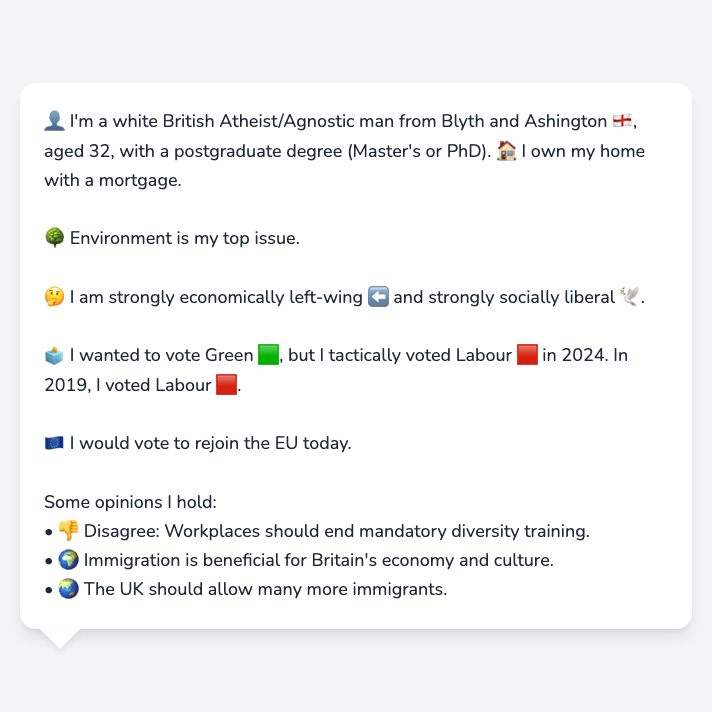 👤 I'm a white British Atheist/Agnostic man from Blyth and Ashington 🏴󠁧󠁢󠁥󠁮󠁧󠁿,
aged 32, with a postgraduate degree (Master's or PhD). 🏠 I own my home
with a mortgage.
🌳 Environment is my top issue.
🤔 I am strongly economically left-wing ⬅️ and strongly socially liberal 🕊️.
🗳️ I wanted to vote Green 🟩, but I tactically voted Labour 🟥 in 2024. In
2019, I voted Labour 🟥.
🇪🇺 I would vote to rejoin the EU today.
Some opinions I hold:
• 👎 Disagree: Workplaces should end mandatory diversity training.
• 🌍 Immigration is beneficial for Britain's economy and culture.
• 🌏 The UK should allow many more immigrants.